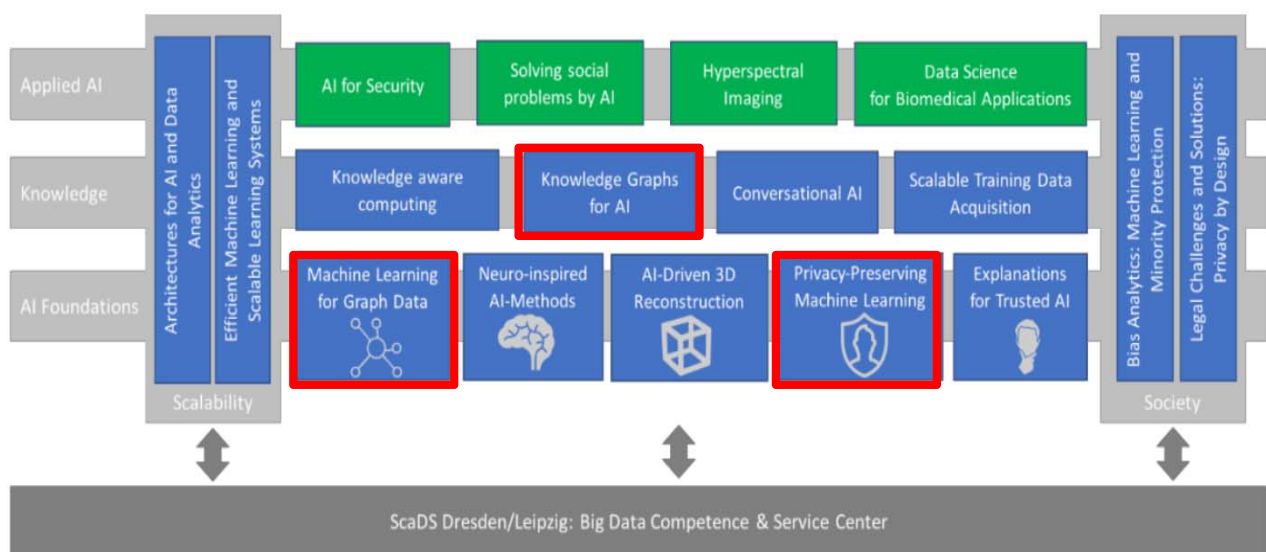 Applied AI
Architectures for AI and Data
Analytics
Efficient Machine Learning and
Scalable Learning Systems
AI for Security
Solving social
problems by AI
Hyperspectral
Imaging
Data Science
for Biomedical Applications
Bias Analytics: Machine Learning and
Minority Protection
Legal Challenges and Solutions:
Privacy by Design
Knowledge
Knowledge aware
computing
Knowledge Graphs
for AI
Conversational AI
Scalable Training Data
Acquisition
AI Foundations
Machine Learning
for Graph Data
Neuro-inspired
AI-Methods
AI-Driven 3D
Reconstruction
Privacy-Preserving
Machine Learning
Explanations
for Trusted AI
Scalability
Society
ScaDS Dresden/Leipzig: Big Data Competence & Service Center